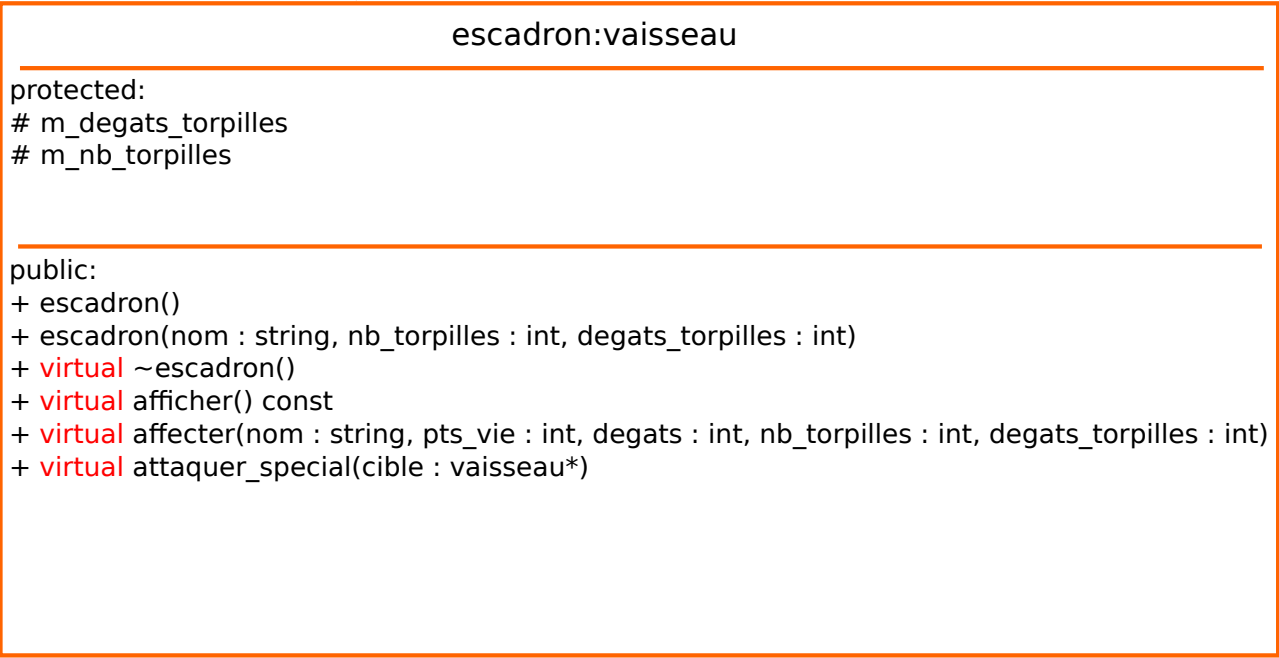 escadron:vaisseau
protected:
# m_degats_torpilles
# m_nb_torpilles
public:
+ escadron()
+ escadron(nom : string, nb_torpilles : int, degats_torpilles : int)
+ virtual ~escadron()
+ virtual afficher() const
+ virtual affecter(nom : string, pts_vie : int, degats : int, nb_torpilles : int, degats_torpilles : int)
+ virtual attaquer_special(cible : vaisseau*)